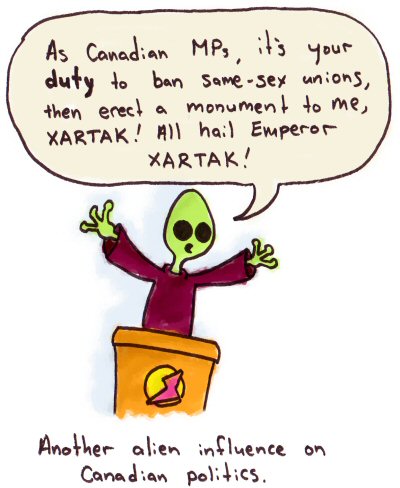 As Canadian MPs, it's your
duty to ban same-sex unions,
then erect a monument to me,
XARTAK! All hail Emperor
XARTAK!
Another alien influence on
Canadian politics.